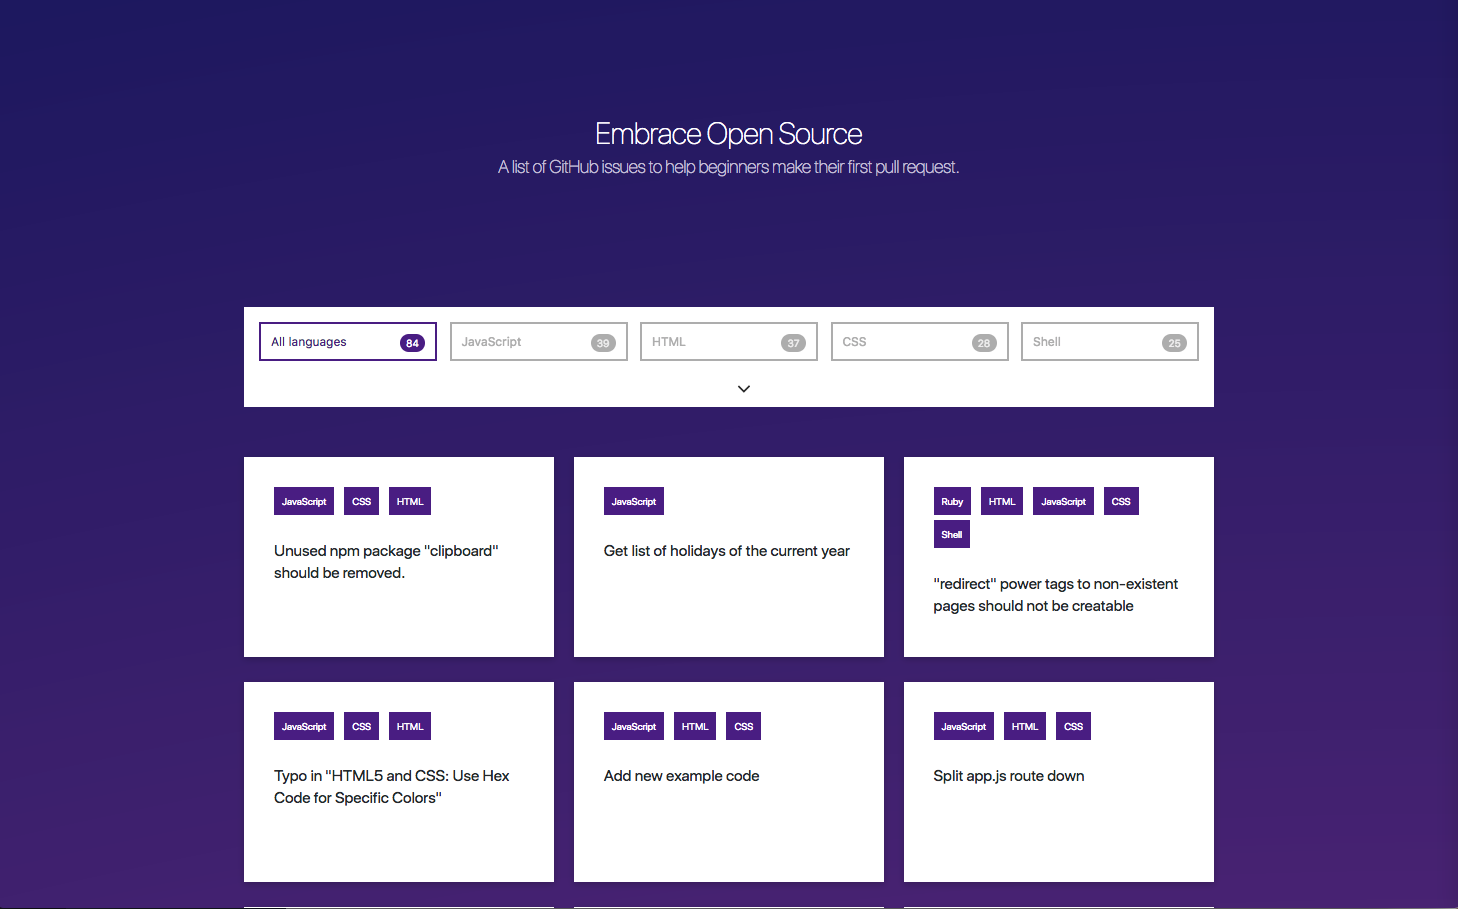 Embrace Open Source
A list of GitHub issues to help beginners make their first pull request.
All languages 84 JavaScript 39 HTML 37 CSS 28 Shell 25
JavaScript CSS HTML
Unused npm package "clipboard"
should be removed.
JavaScript
Get list of holidays of the current year
Ruby HTML JavaScript CSS
Shell
"redirect" power tags to non-existent
pages should not be creatable
JavaScript CSS HTML
Typo in "HTML5 and CSS: Use Hex
Code for Specific Colors"
JavaScript HTML CSS
Add new example code
JavaScript HTML CSS
Split app.js route down